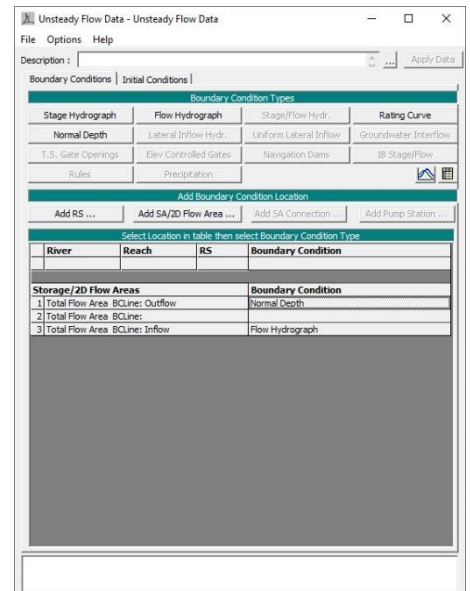 Unsteady Flow Data - Unsteady Flow Data
File Options Help
Description : ... Apply Data
Boundary Conditions Initial Conditions
Boundary Condition Types
Stage Hydrograph Flow Hydrograph Stage/Flow Hydr. Rating Curve
Normal Depth Lateral Inflow Hydr. Uniform Lateral Inflow Groundwater Interflow
T.S. Gate Openings Elev Controlled Gates Navigation Dams IB Stage/Flow
Rules Precipitation
Add Boundary Condition Location
Add RS ... Add SA/2D Flow Area ... Add SA Connection ... Add Pump Station ...
Select Location in table then select Boundary Condition Type
River Reach RS Boundary Condition
Storage/2D Flow Areas Boundary Condition
1 Total Flow Area BCLine: Outflow Normal Depth
2 Total Flow Area BCLine:
3 Total Flow Area BCLine: Inflow Flow Hydrograph